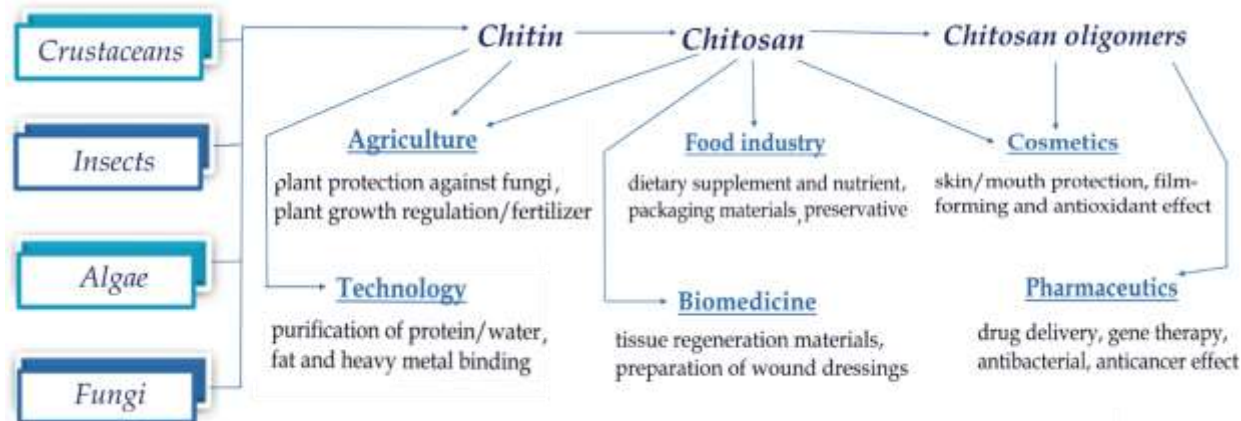 Crustaceans
Insects
Algae
Fungi
Chitin
Chitosan
Chitosan oligomers
Agriculture
plant protection against fungi,
plant growth regulation/fertilizer
Food industry
dietary supplement and nutrient,
packaging materials, preservative
Cosmetics
skin/mouth protection, film-
forming and antioxidant effect
Technology
purification of protein/water,
fat and heavy metal binding
Biomedicine
tissue regeneration materials,
preparation of wound dressings
Pharmaceutics
drug delivery, gene therapy,
antibacterial, anticancer effect